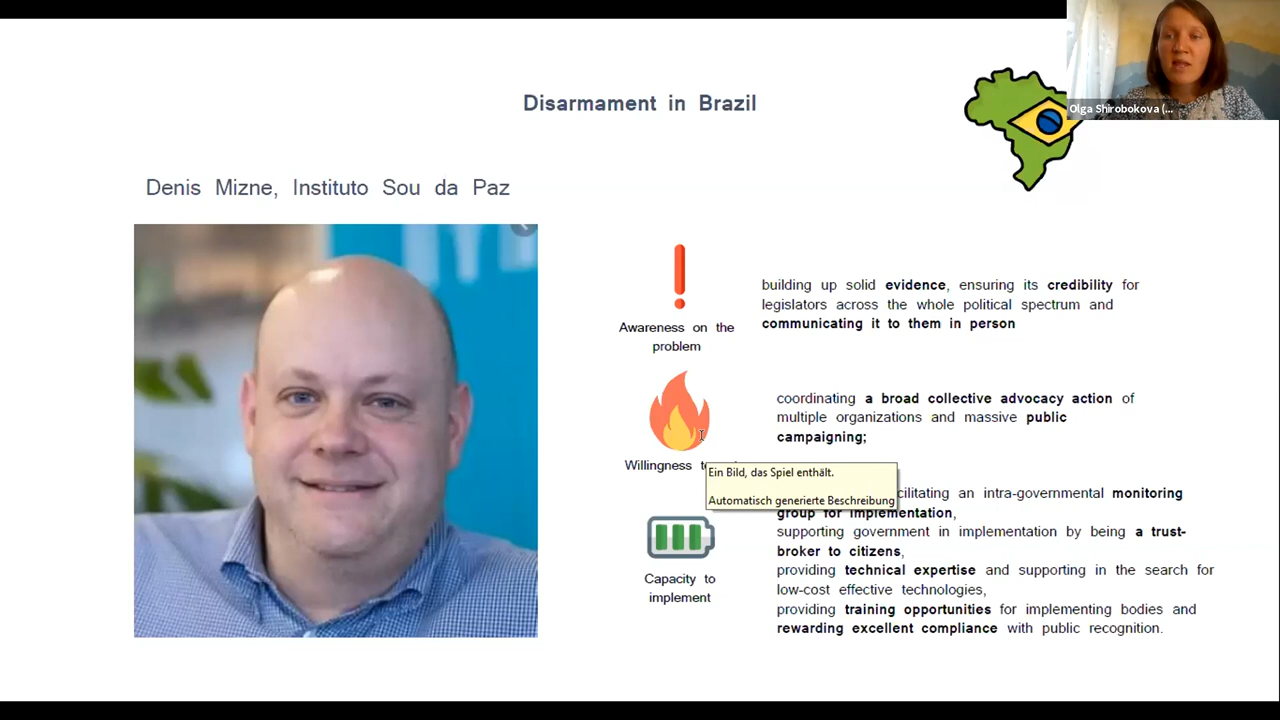 Disarmament in Brazil
Olga Shirobokova (...
Denis Mizne, Instituto Sou da Paz
Awareness on the
problem
building up solid evidence, ensuring its credibility for
legislators across the whole political spectrum and
communicating it to them in person
Willingness
coordinating a broad collective advocacy action of
multiple organizations and massive public
campaigning;
Ein Bild, das Spiel enthält.
Automatisch generierte Beschreibung
Capacity to
implement
an intra-governmental monitoring
group for implementation,
supporting government in implementation by being a trust-
broker to citizens,
providing technical expertise and supporting in the search for
low-cost effective technologies,
providing training opportunities for implementing bodies and
rewarding excellent compliance with public recognition.